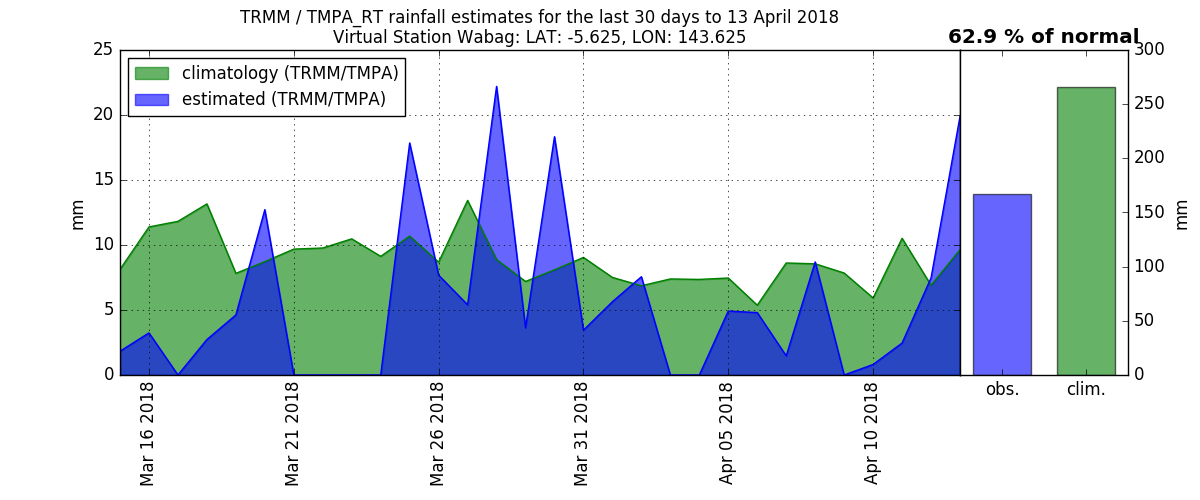 TRMM / TMPA_RT rainfall estimates for the last 30 days to 13 April 2018
Virtual Station Wabag: LAT: -5.625, LON: 143.625
62.9 % of normal
climatology (TRMM/TMPA)
estimated (TRMM/TMPA)
25
20
15
10
5
0
mm
Mar 16 2018
Mar 21 2018
Mar 26 2018
Mar 31 2018
Apr 05 2018
Apr 10 2018
300
250
200
150
100
50
0
mm
obs.
clim.